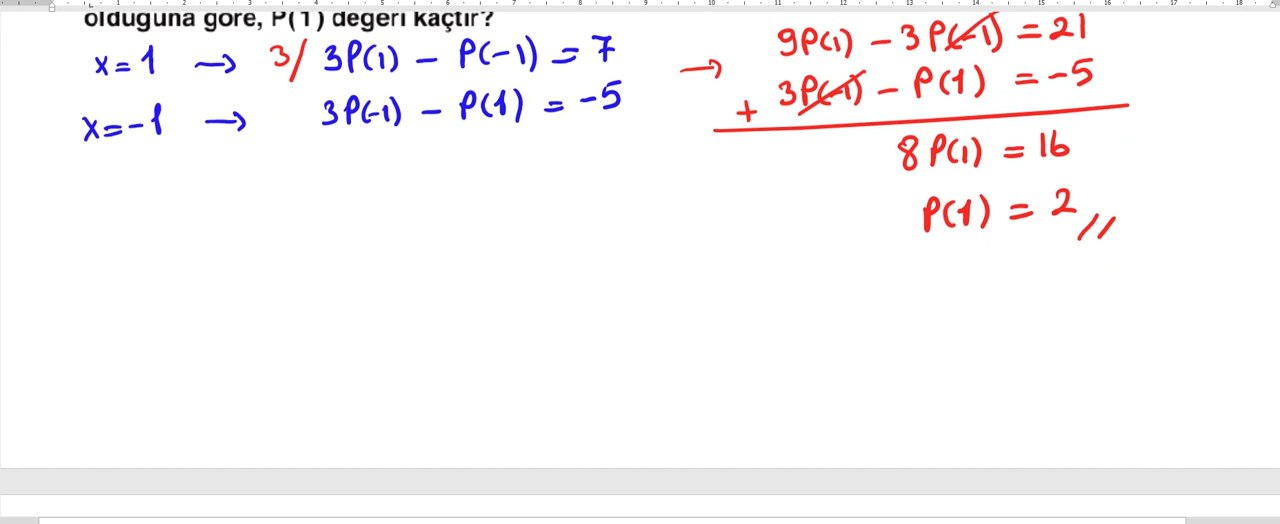 olduğuna göre, P(1) değeri kaçtır?
x=1 → 3/ 3P(1) - P(-1) = 7
x=-1 → 3P(-1) - P(1) = -5
→ 9P(1) - 3P(-1) = 21
+ 3P(-1) - P(1) = -5
8P(1) = 16
P(1) = 2 //